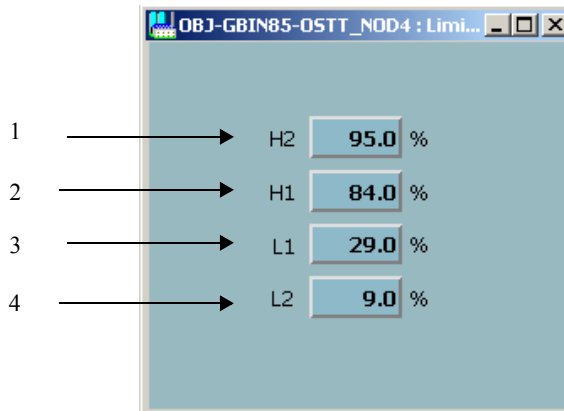 OBJ-GBIN85-OSTT_NOD4 : Limi...
1 H2 95.0 %
2 H1 84.0 %
3 L1 29.0 %
4 L2 9.0 %